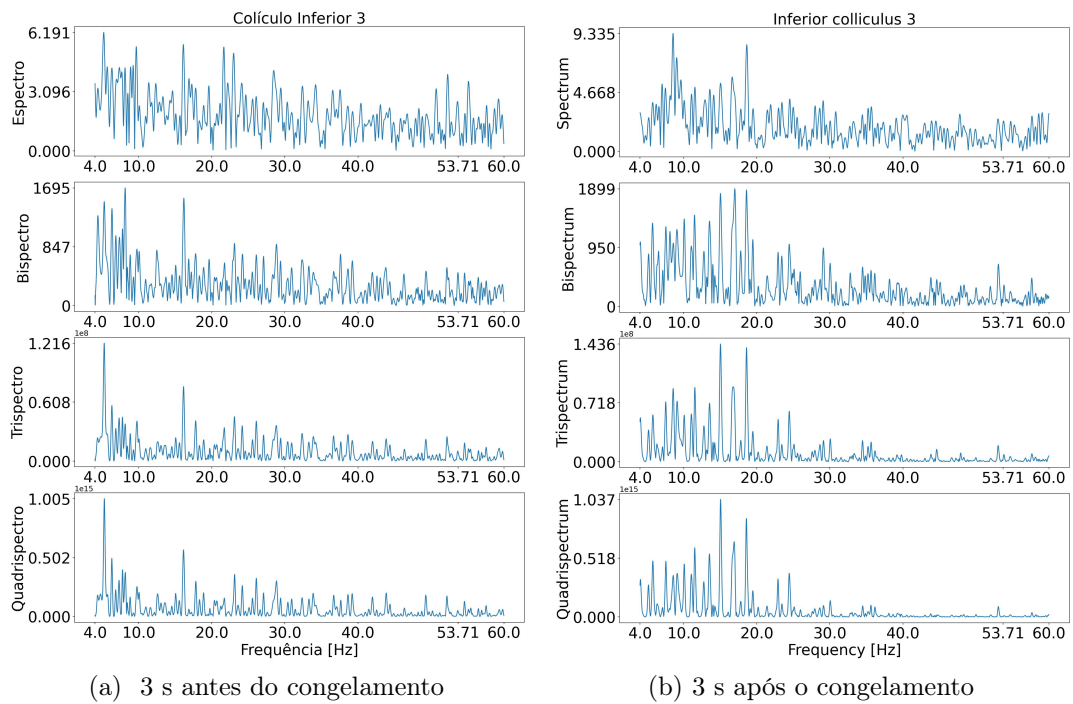 Colículo Inferior 3
6.191
3.096
0.000
Espectro
4.0 10.0 20.0 30.0 40.0 53.71 60.0
1695
847
0
Bispectro
4.0 10.0 20.0 30.0 40.0 53.71 60.0
1e8
1.216
0.608
0.000
Trispectro
4.0 10.0 20.0 30.0 40.0 53.71 60.0
1e15
1.005
0.502
0.000
Quadrispectro
4.0 10.0 20.0 30.0 40.0 53.71 60.0
Frequência [Hz]
(a) 3 s antes do congelamento
Inferior colliculus 3
9.335
4.668
0.000
Spectrum
4.0 10.0 20.0 30.0 40.0 53.71 60.0
1899
950
0
Bispectrum
4.0 10.0 20.0 30.0 40.0 53.71 60.0
1e8
1.436
0.718
0.000
Trispectrum
4.0 10.0 20.0 30.0 40.0 53.71 60.0
1e15
1.037
0.518
0.000
Quadrispectrum
4.0 10.0 20.0 30.0 40.0 53.71 60.0
Frequency [Hz]
(b) 3 s após o congelamento